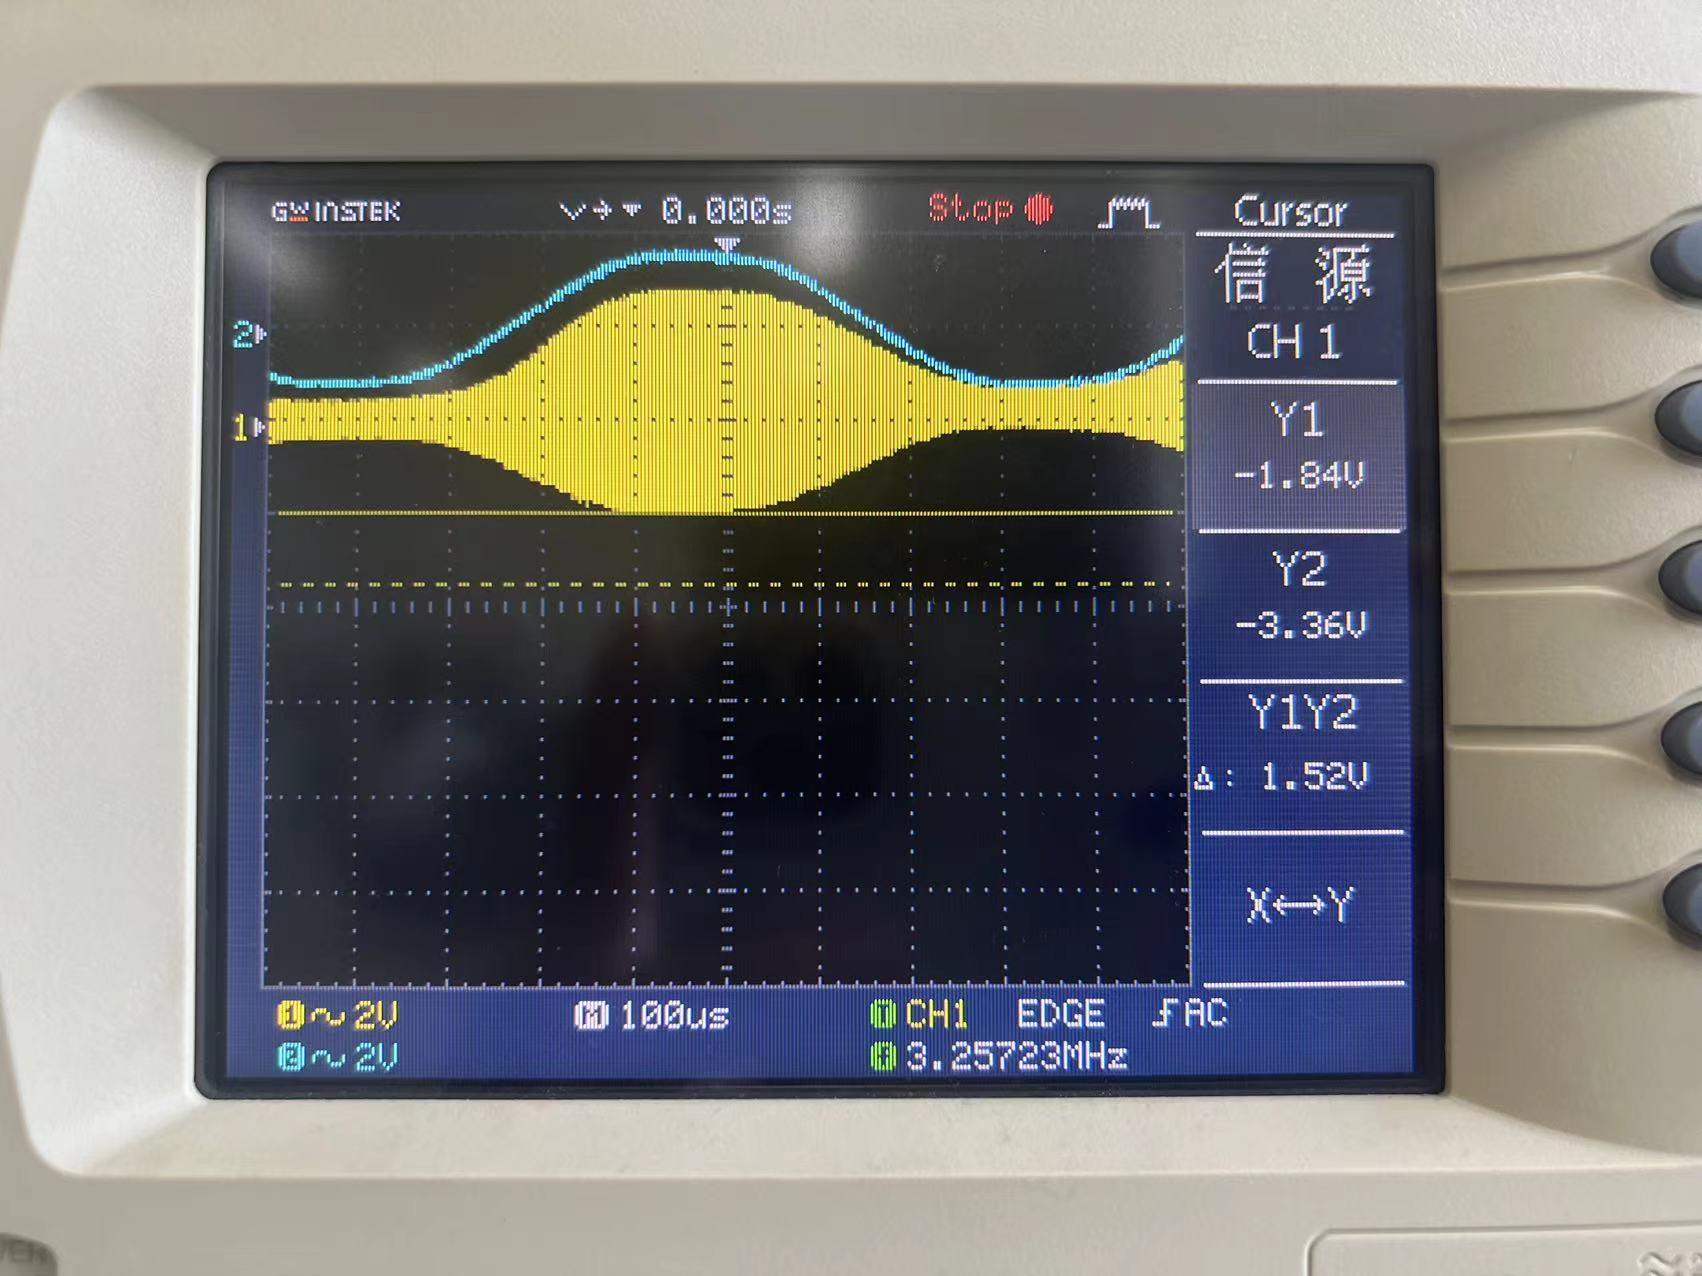 GW INSTEK
0.000s
Stop
Cursor
信 源
CH 1
Y1
-1.84V
Y2
-3.36V
Y1Y2
Δ: 1.52V
X↔Y
2
1
1 ~ 2V
M 100us
T CH1 EDGE AC
2 ~ 2V
3.25723MHz